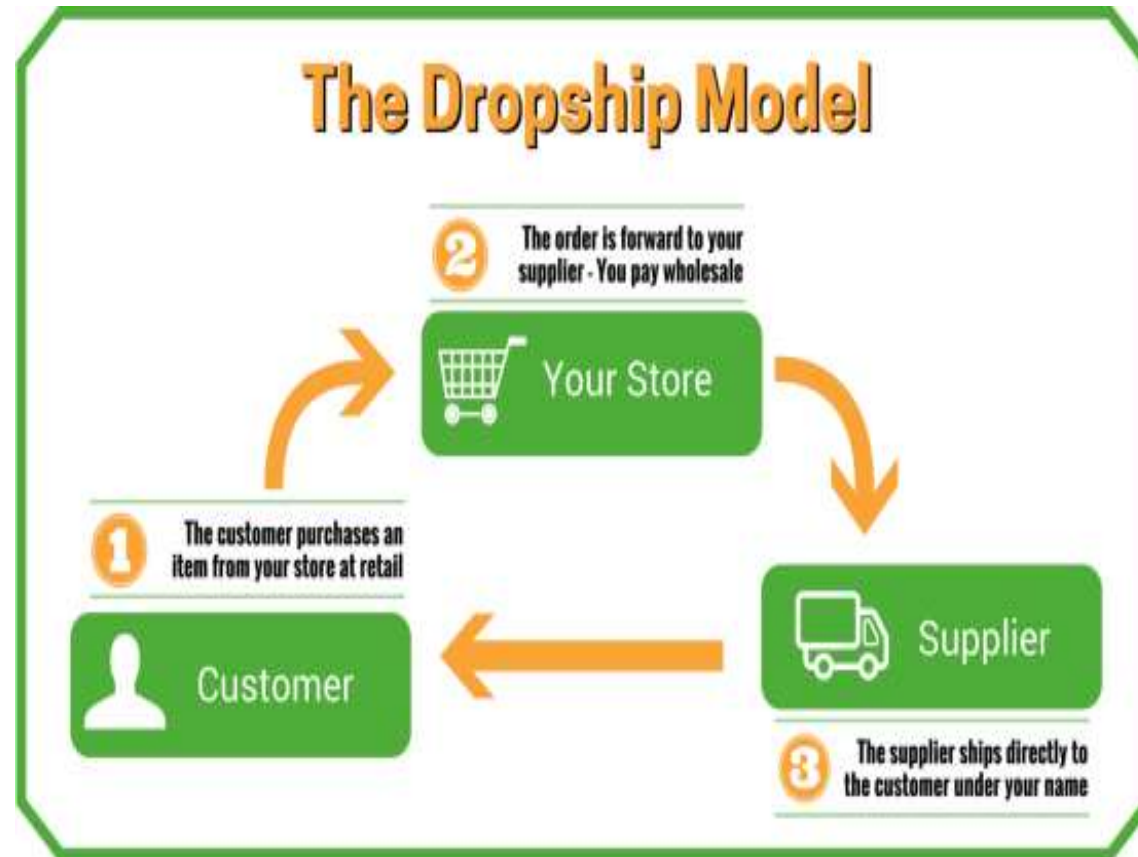 The Dropship Model
2
The order is forward to your
supplier - You pay wholesale
Your Store
1
The customer purchases an
item from your store at retail
Customer
Supplier
3
The supplier ships directly to
the customer under your name